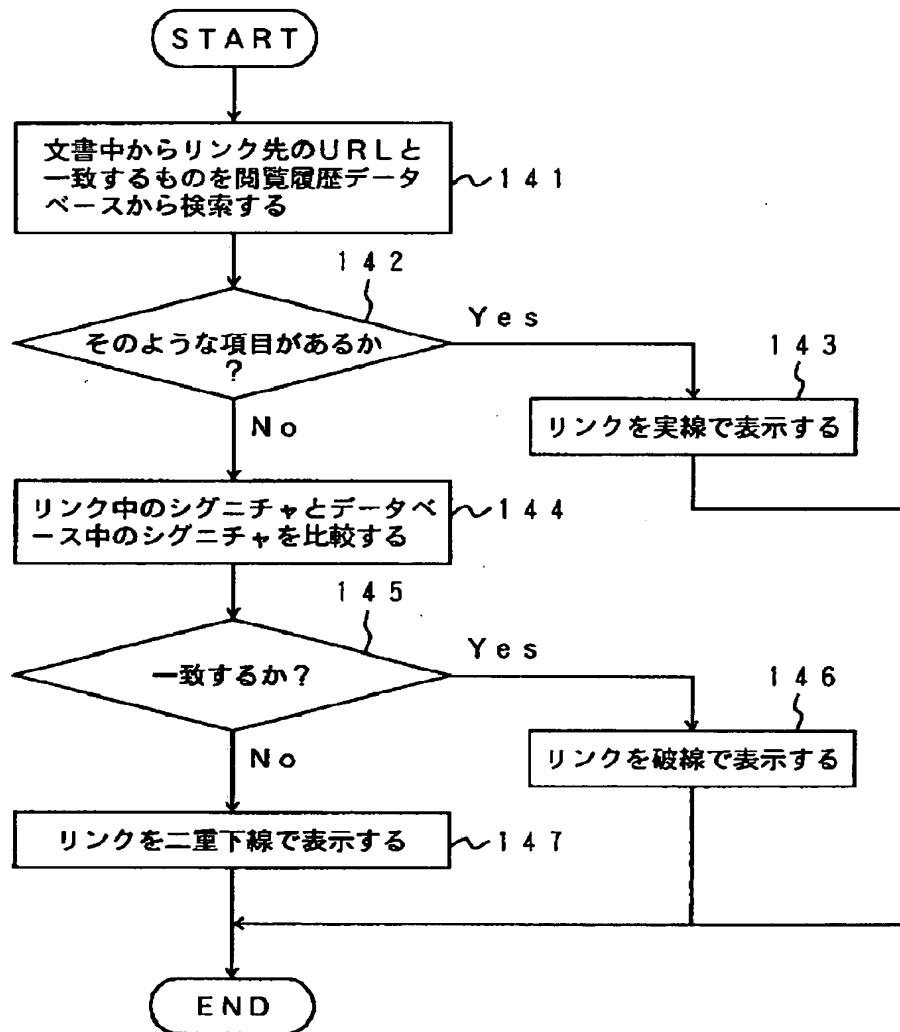 START
文書中からリンク先のURLと
一致するものを閲覧履歴データ
ベースから検索する
141
142
そのような項目があるか
?
Yes
143
リンクを実線で表示する
No
リンク中のシグニチャとデータベ
ース中のシグニチャを比較する
144
145
一致するか?
Yes
146
リンクを破線で表示する
No
リンクを二重下線で表示する
147
END